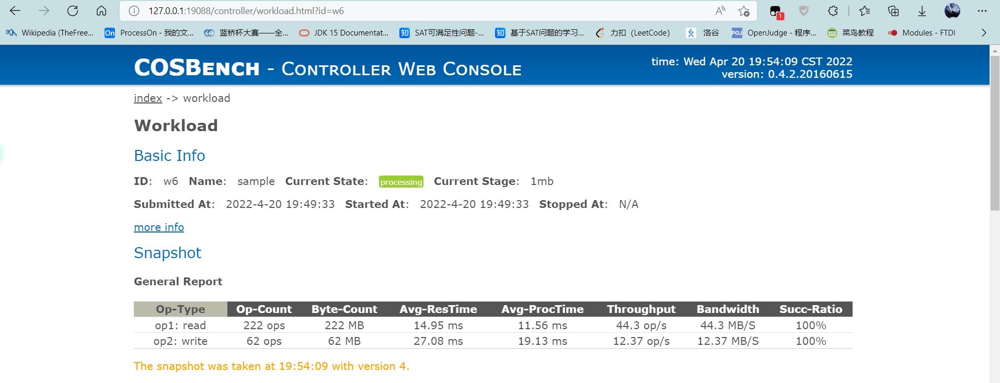 127.0.0.1:19088/controller/workload.html?id=w6
1
Wikipedia (TheFree... On ProcessOn - 我的文... 蓝桥杯大赛——全... JDK 15 Documentat... 知 SAT可满足性问题-... 知 基于SAT问题的学习... 力扣（LeetCode） 洛谷 POJ OpenJudge - 程序... 菜鸟教程 Modules - FTDI
COSBENCH - CONTROLLER WEB CONSOLE
time: Wed Apr 20 19:54:09 CST 2022
version: 0.4.2.20160615
index -> workload
Workload
Basic Info
ID: w6 Name: sample Current State: processing Current Stage: 1mb
Submitted At: 2022-4-20 19:49:33 Started At: 2022-4-20 19:49:33 Stopped At: N/A
more info
Snapshot
General Report
Op-Type Op-Count Byte-Count Avg-ResTime Avg-ProcTime Throughput Bandwidth Succ-Ratio
op1: read 222 ops 222 MB 14.95 ms 11.56 ms 44.3 op/s 44.3 MB/S 100%
op2: write 62 ops 62 MB 27.08 ms 19.13 ms 12.37 op/s 12.37 MB/S 100%
The snapshot was taken at 19:54:09 with version 4.